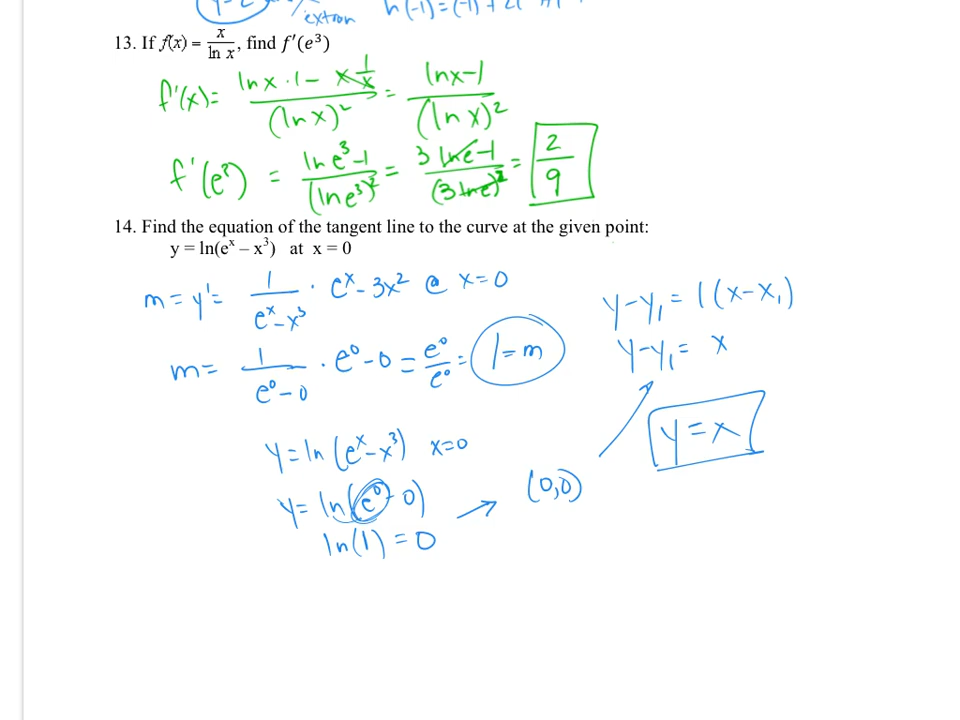 extron h(-1) = (-1) + 2(
13. If f(x) = x / ln x, find f'(e³)
f'(x) = (ln x · 1 - x 1/x) / (ln x)² = (ln x - 1) / (ln x)²
f'(e³) = (ln e³ - 1) / (ln e³)² = (3 ln e - 1) / (3 ln e)² = 2/9
14. Find the equation of the tangent line to the curve at the given point:
y = ln(eˣ – x³) at x = 0
m = y' = 1 / (eˣ - x³) · eˣ - 3x² @ x = 0
m = 1 / (e⁰ - 0) · e⁰ - 0 = e⁰ / e⁰ = 1 = m
y = ln(eˣ - x³) x = 0
y = ln(e⁰ - 0) → (0,0)
ln(1) = 0
y - y₁ = 1(x - x₁)
y - y₁ = x
y = x